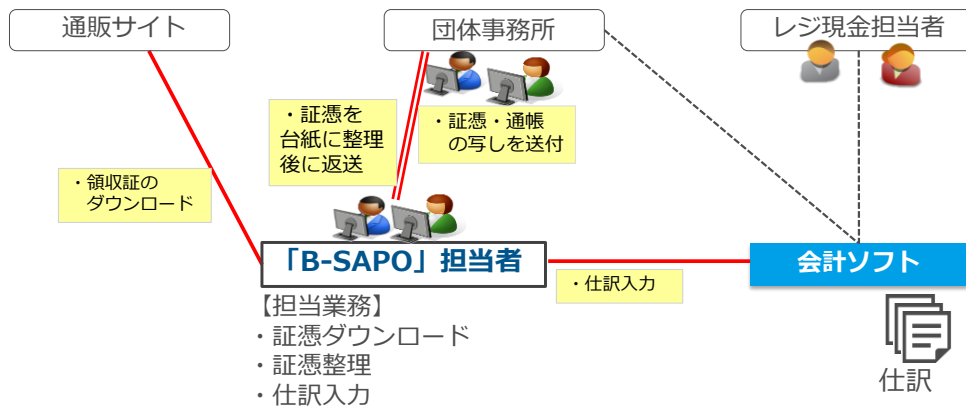 通販サイト
団体事務所
レジ現金担当者
・証憑を
台紙に整理
後に返送
・証憑・通帳
の写しを送付
・領収証の
ダウンロード
「B-SAPO」担当者
・仕訳入力
会計ソフト
【担当業務】
・証憑ダウンロード
・証憑整理
・仕訳入力
仕訳